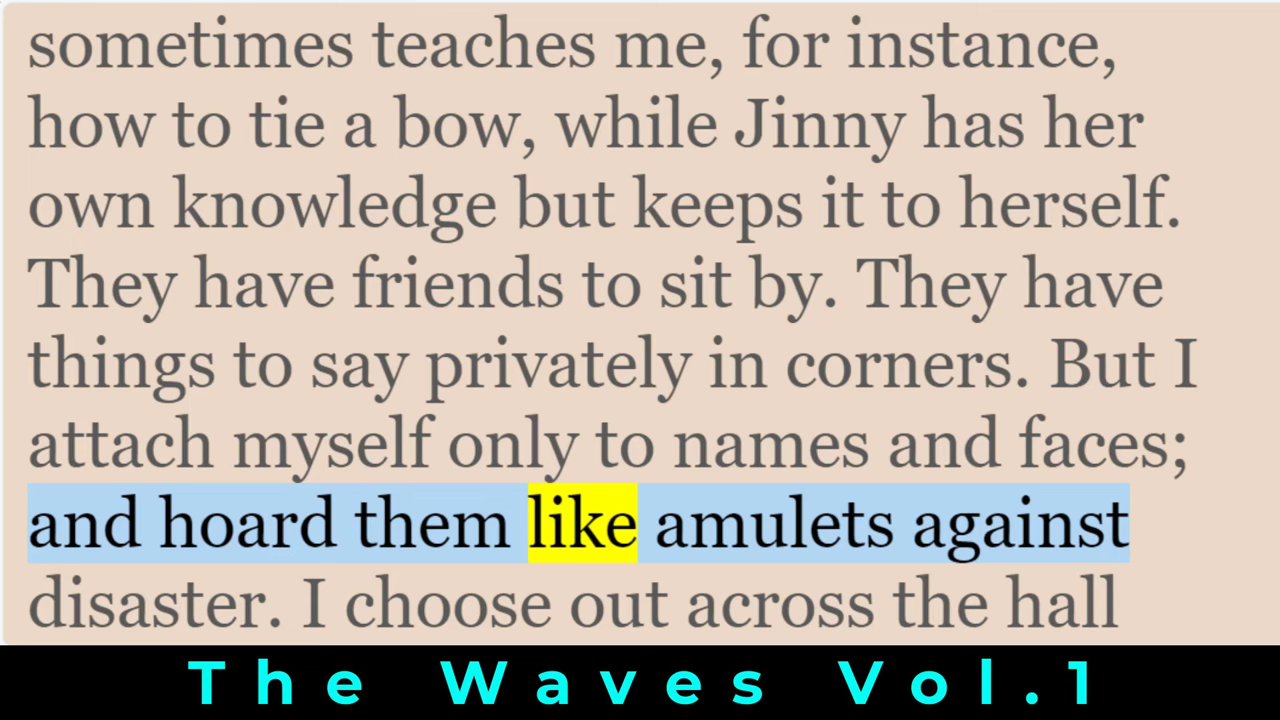 sometimes teaches me, for instance,
how to tie a bow, while Jinny has her
own knowledge but keeps it to herself.
They have friends to sit by. They have
things to say privately in corners. But I
attach myself only to names and faces;
and hoard them like amulets against
disaster. I choose out across the hall
The Waves Vol.1